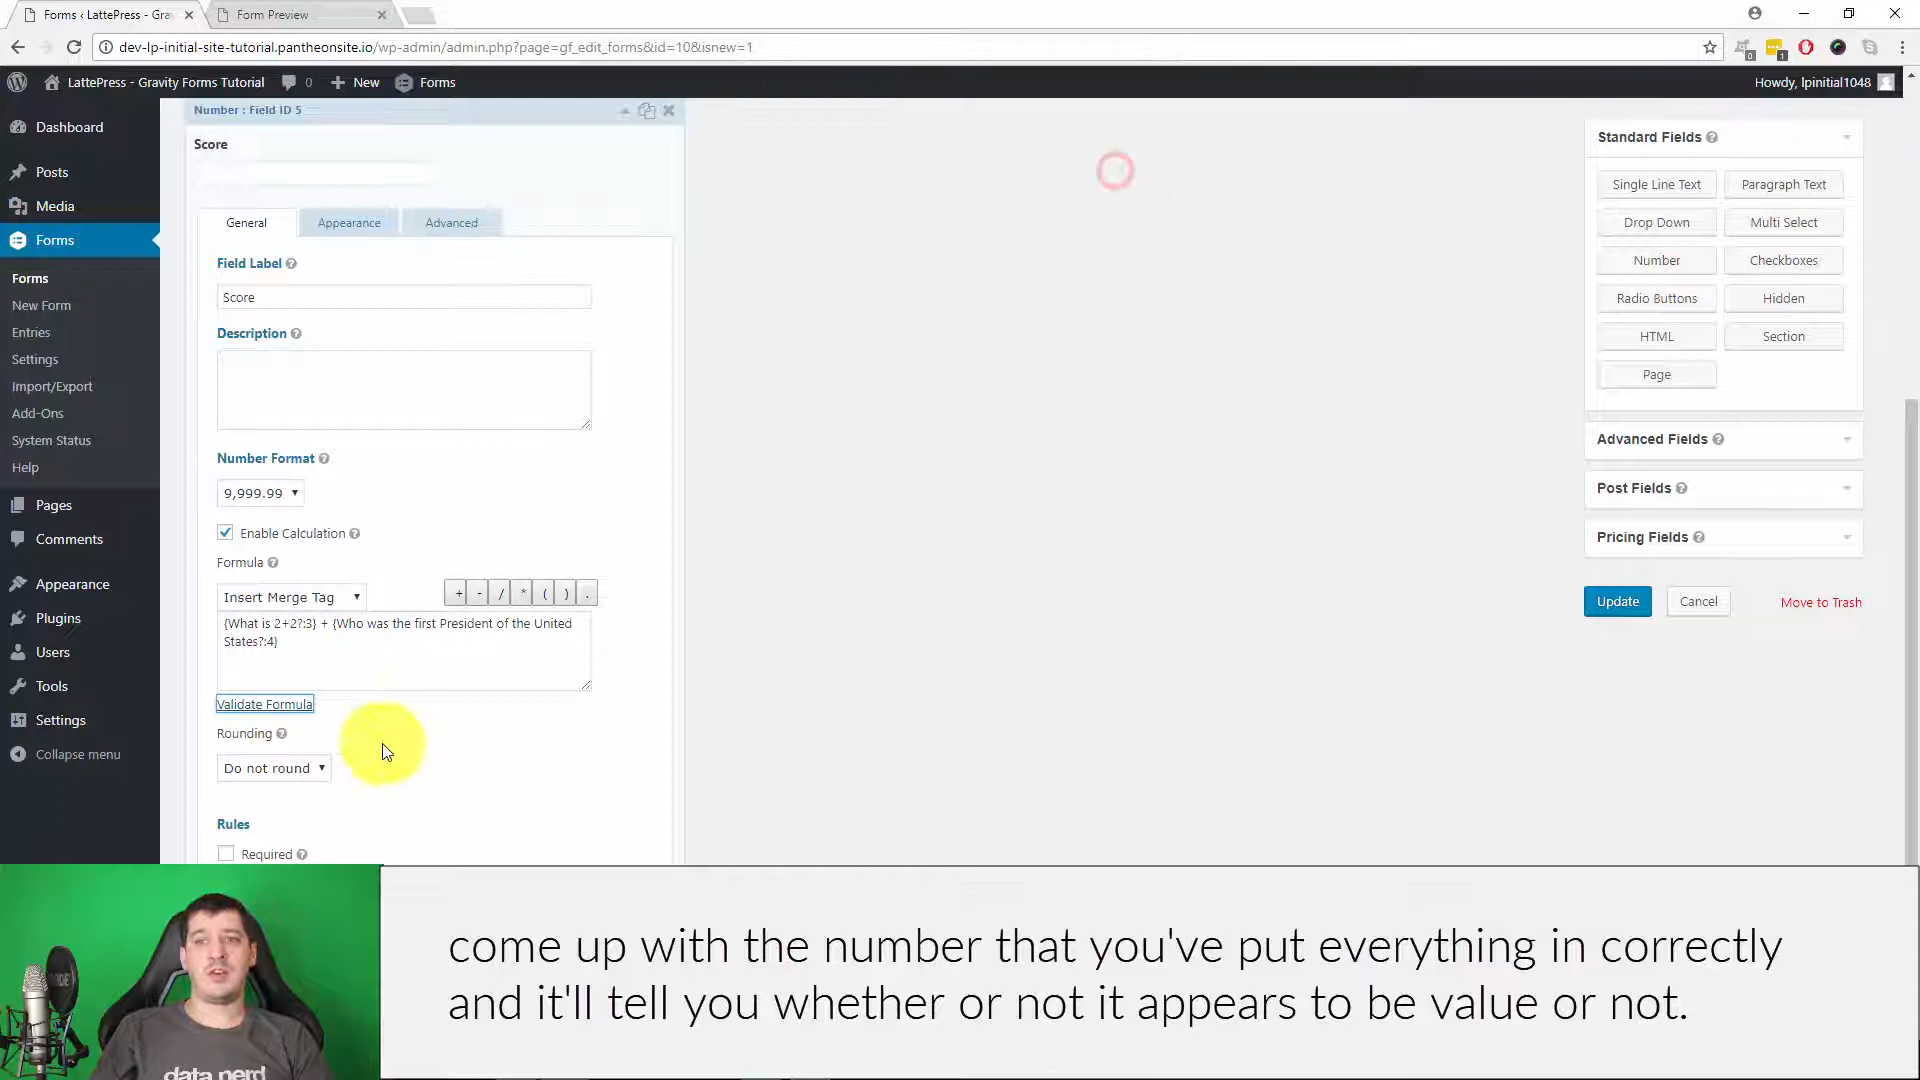 Forms ‹ LattePress - Grav
Form Preview
dev-lp-initial-site-tutorial.pantheonsite.io/wp-admin/admin.php?page=gf_edit_forms&id=10&isnew=1
0
1
LattePress - Gravity Forms Tutorial
0
New
Forms
Howdy, lpinitial1048
Dashboard
Posts
Media
Forms
Forms
New Form
Entries
Settings
Import/Export
Add-Ons
System Status
Help
Pages
Comments
Appearance
Plugins
Users
Tools
Settings
Collapse menu
Number : Field ID 5
Score
General
Appearance
Advanced
Field Label
Score
Description
Number Format
9,999.99
Enable Calculation
Formula
Insert Merge Tag
+ - / * ( ) .
{What is 2+2?:3} + {Who was the first President of the United
States?:4}
Validate Formula
Rounding
Do not round
Rules
Required
Standard Fields
Single Line Text
Paragraph Text
Drop Down
Multi Select
Number
Checkboxes
Radio Buttons
Hidden
HTML
Section
Page
Advanced Fields
Post Fields
Pricing Fields
Update
Cancel
Move to Trash
data nerd
come up with the number that you've put everything in correctly
and it'll tell you whether or not it appears to be value or not.